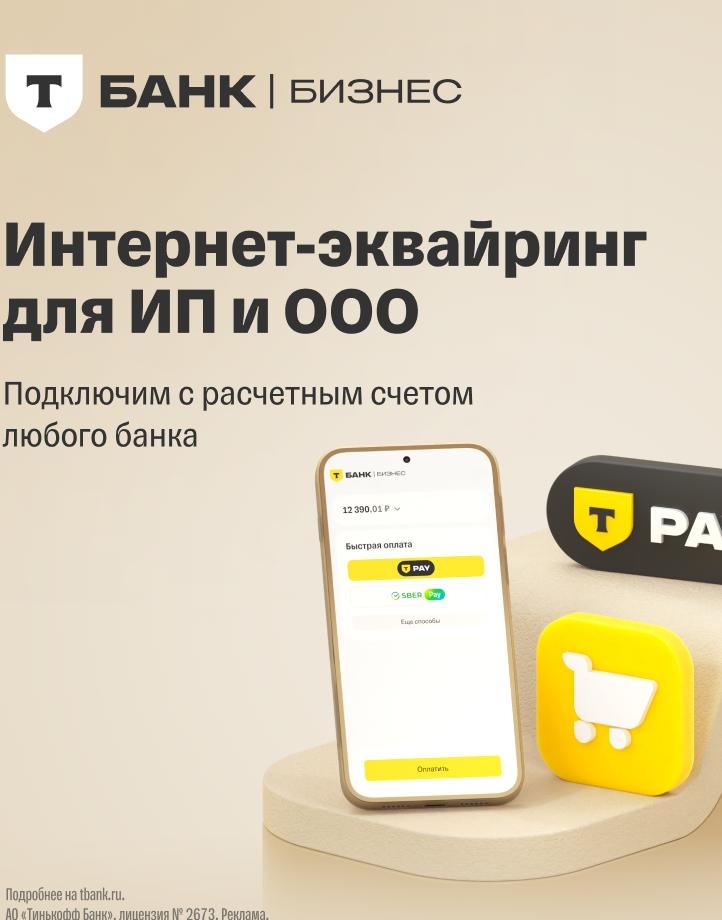 Т БАНК | БИЗНЕС
Интернет-эквайринг
для ИП и ООО
Подключим с расчетным счетом
любого банка
Т БАНК | БИЗНЕС
12 390,01 ₽
Быстрая оплата
Т PAY
SBER Pay
Еще способы
Оплатить
Т PA
Подробнее на tbank.ru.
АО «Тинькофф Банк», лицензия № 2673. Реклама.